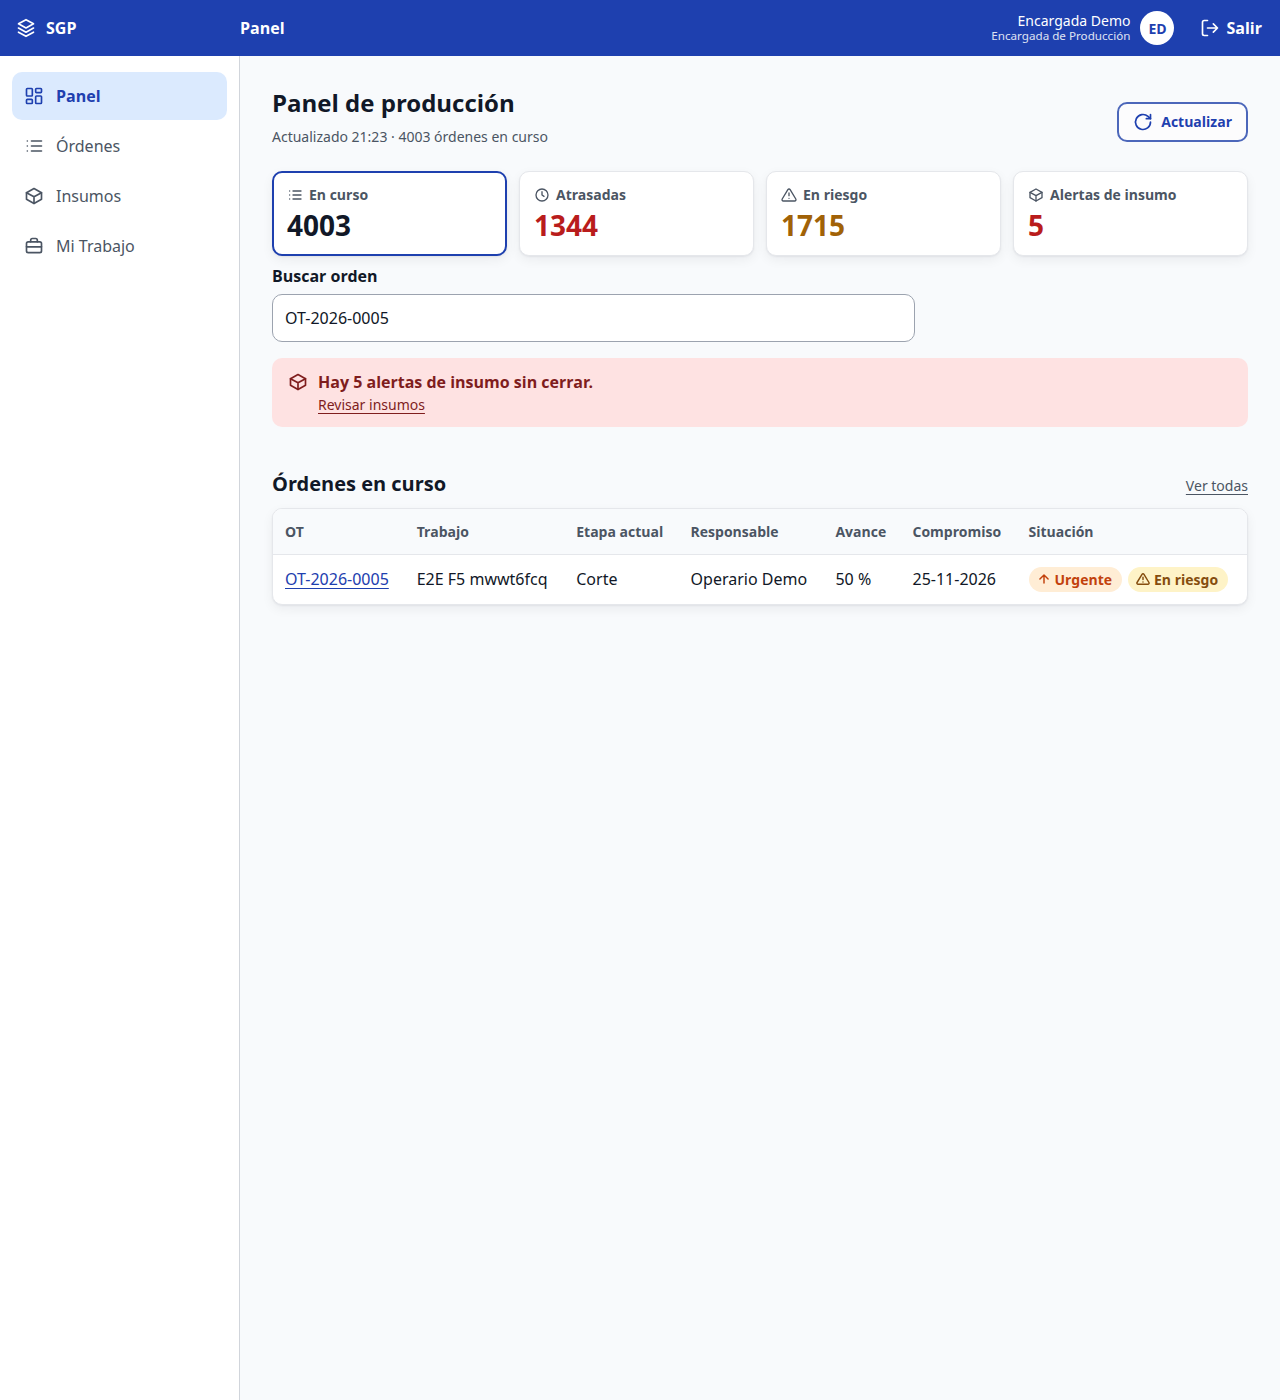 SGP
Panel
Encargada Demo
Encargada de Producción
ED
Salir
Panel
Órdenes
Insumos
Mi Trabajo
Panel de producción
Actualizado 21:23 · 4003 órdenes en curso
Actualizar
En curso
4003
Atrasadas
1344
En riesgo
1715
Alertas de insumo
5
Buscar orden
OT-2026-0005
Hay 5 alertas de insumo sin cerrar.
Revisar insumos
Órdenes en curso
Ver todas
OT Trabajo Etapa actual Responsable Avance Compromiso Situación
OT-2026-0005 E2E F5 mwwt6fcq Corte Operario Demo 50 % 25-11-2026 Urgente En riesgo